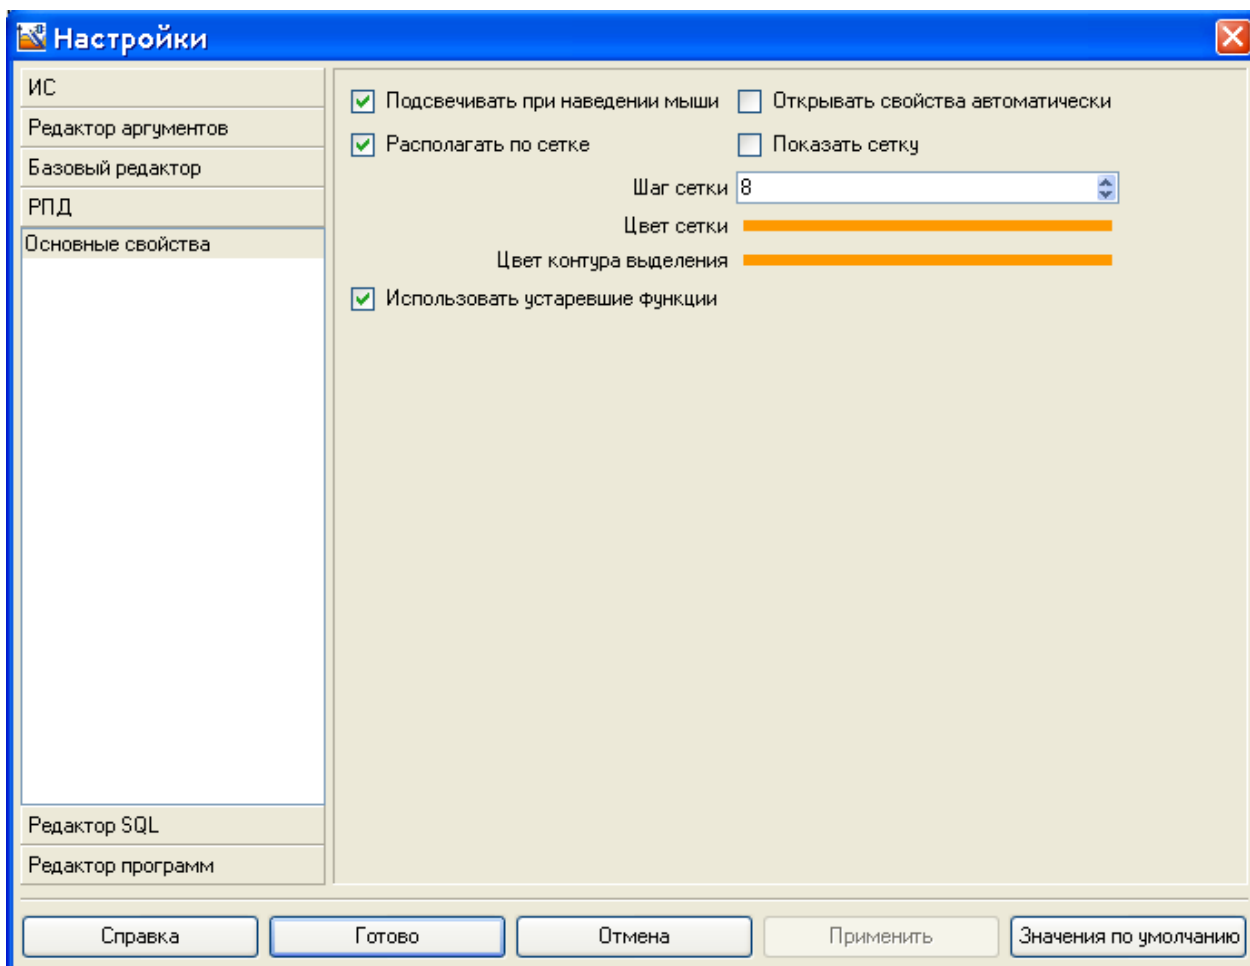 Настройки
ИС
Редактор аргументов
Базовый редактор
РПД
Основные свойства
Редактор SQL
Редактор программ
Подсвечивать при наведении мыши Открывать свойства автоматически
Располагать по сетке Показать сетку
Шаг сетки 8
Цвет сетки
Цвет контура выделения
Использовать устаревшие функции
Справка Готово Отмена Применить Значения по умолчанию